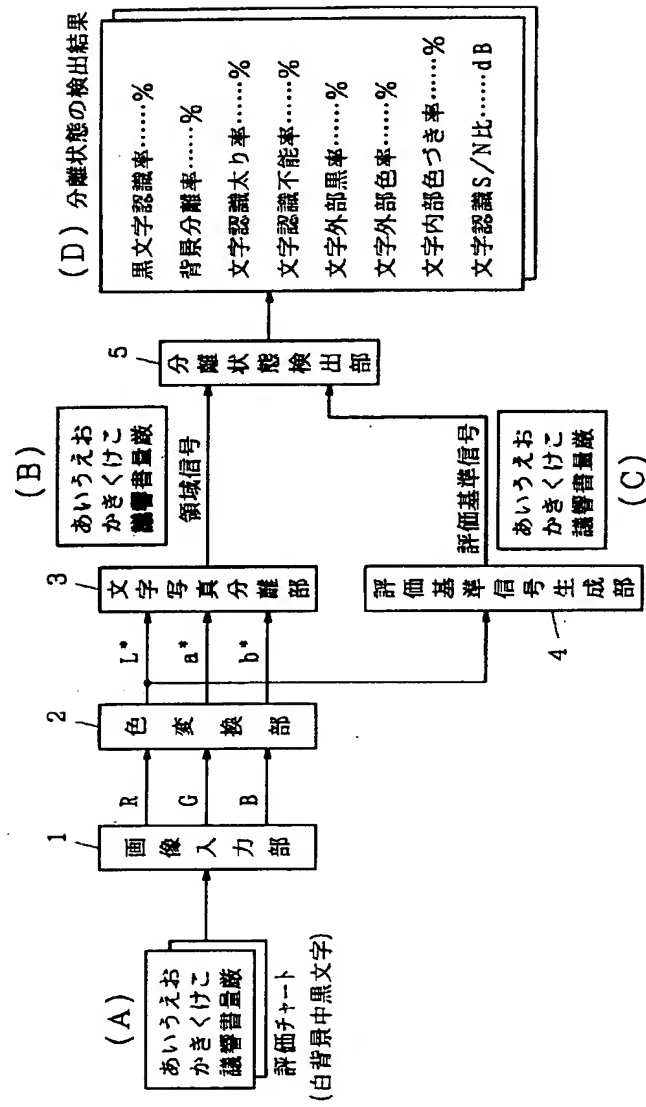 (A)
あいうえお
かきくけこ
議響書量厳
評価チャート
(白背景中黒文字)
1
画像入力部
R
G
B
2
色変換部
L*
a*
b*
3
文字写真分離部
(B)
あいうえお
かきくけこ
議響書量厳
領域信号
4
評価基準信号生成部
評価基準信号
(C)
あいうえお
かきくけこ
議響書量厳
5
分離状態検出部
(D) 分離状態の検出結果
黒文字認識率……%
背景分離率……%
文字認識太り率……%
文字認識不能率……%
文字外部黒率……%
文字外部色率……%
文字内部色づき率……%
文字認識S/N比……dB